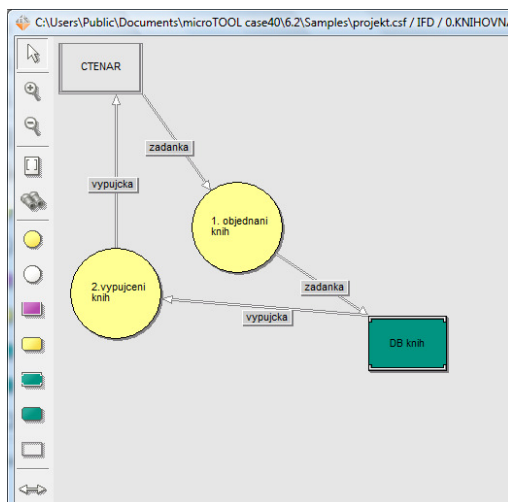 C:\Users\Public\Documents\microTOOL case40\6.2\Samples\projekt.csf / IFD / 0.KNIHOVNA
CTENAR
zadanka
vypujcka
1. objednani
knih
2.vypujceni
knih
zadanka
vypujcka
DB knih